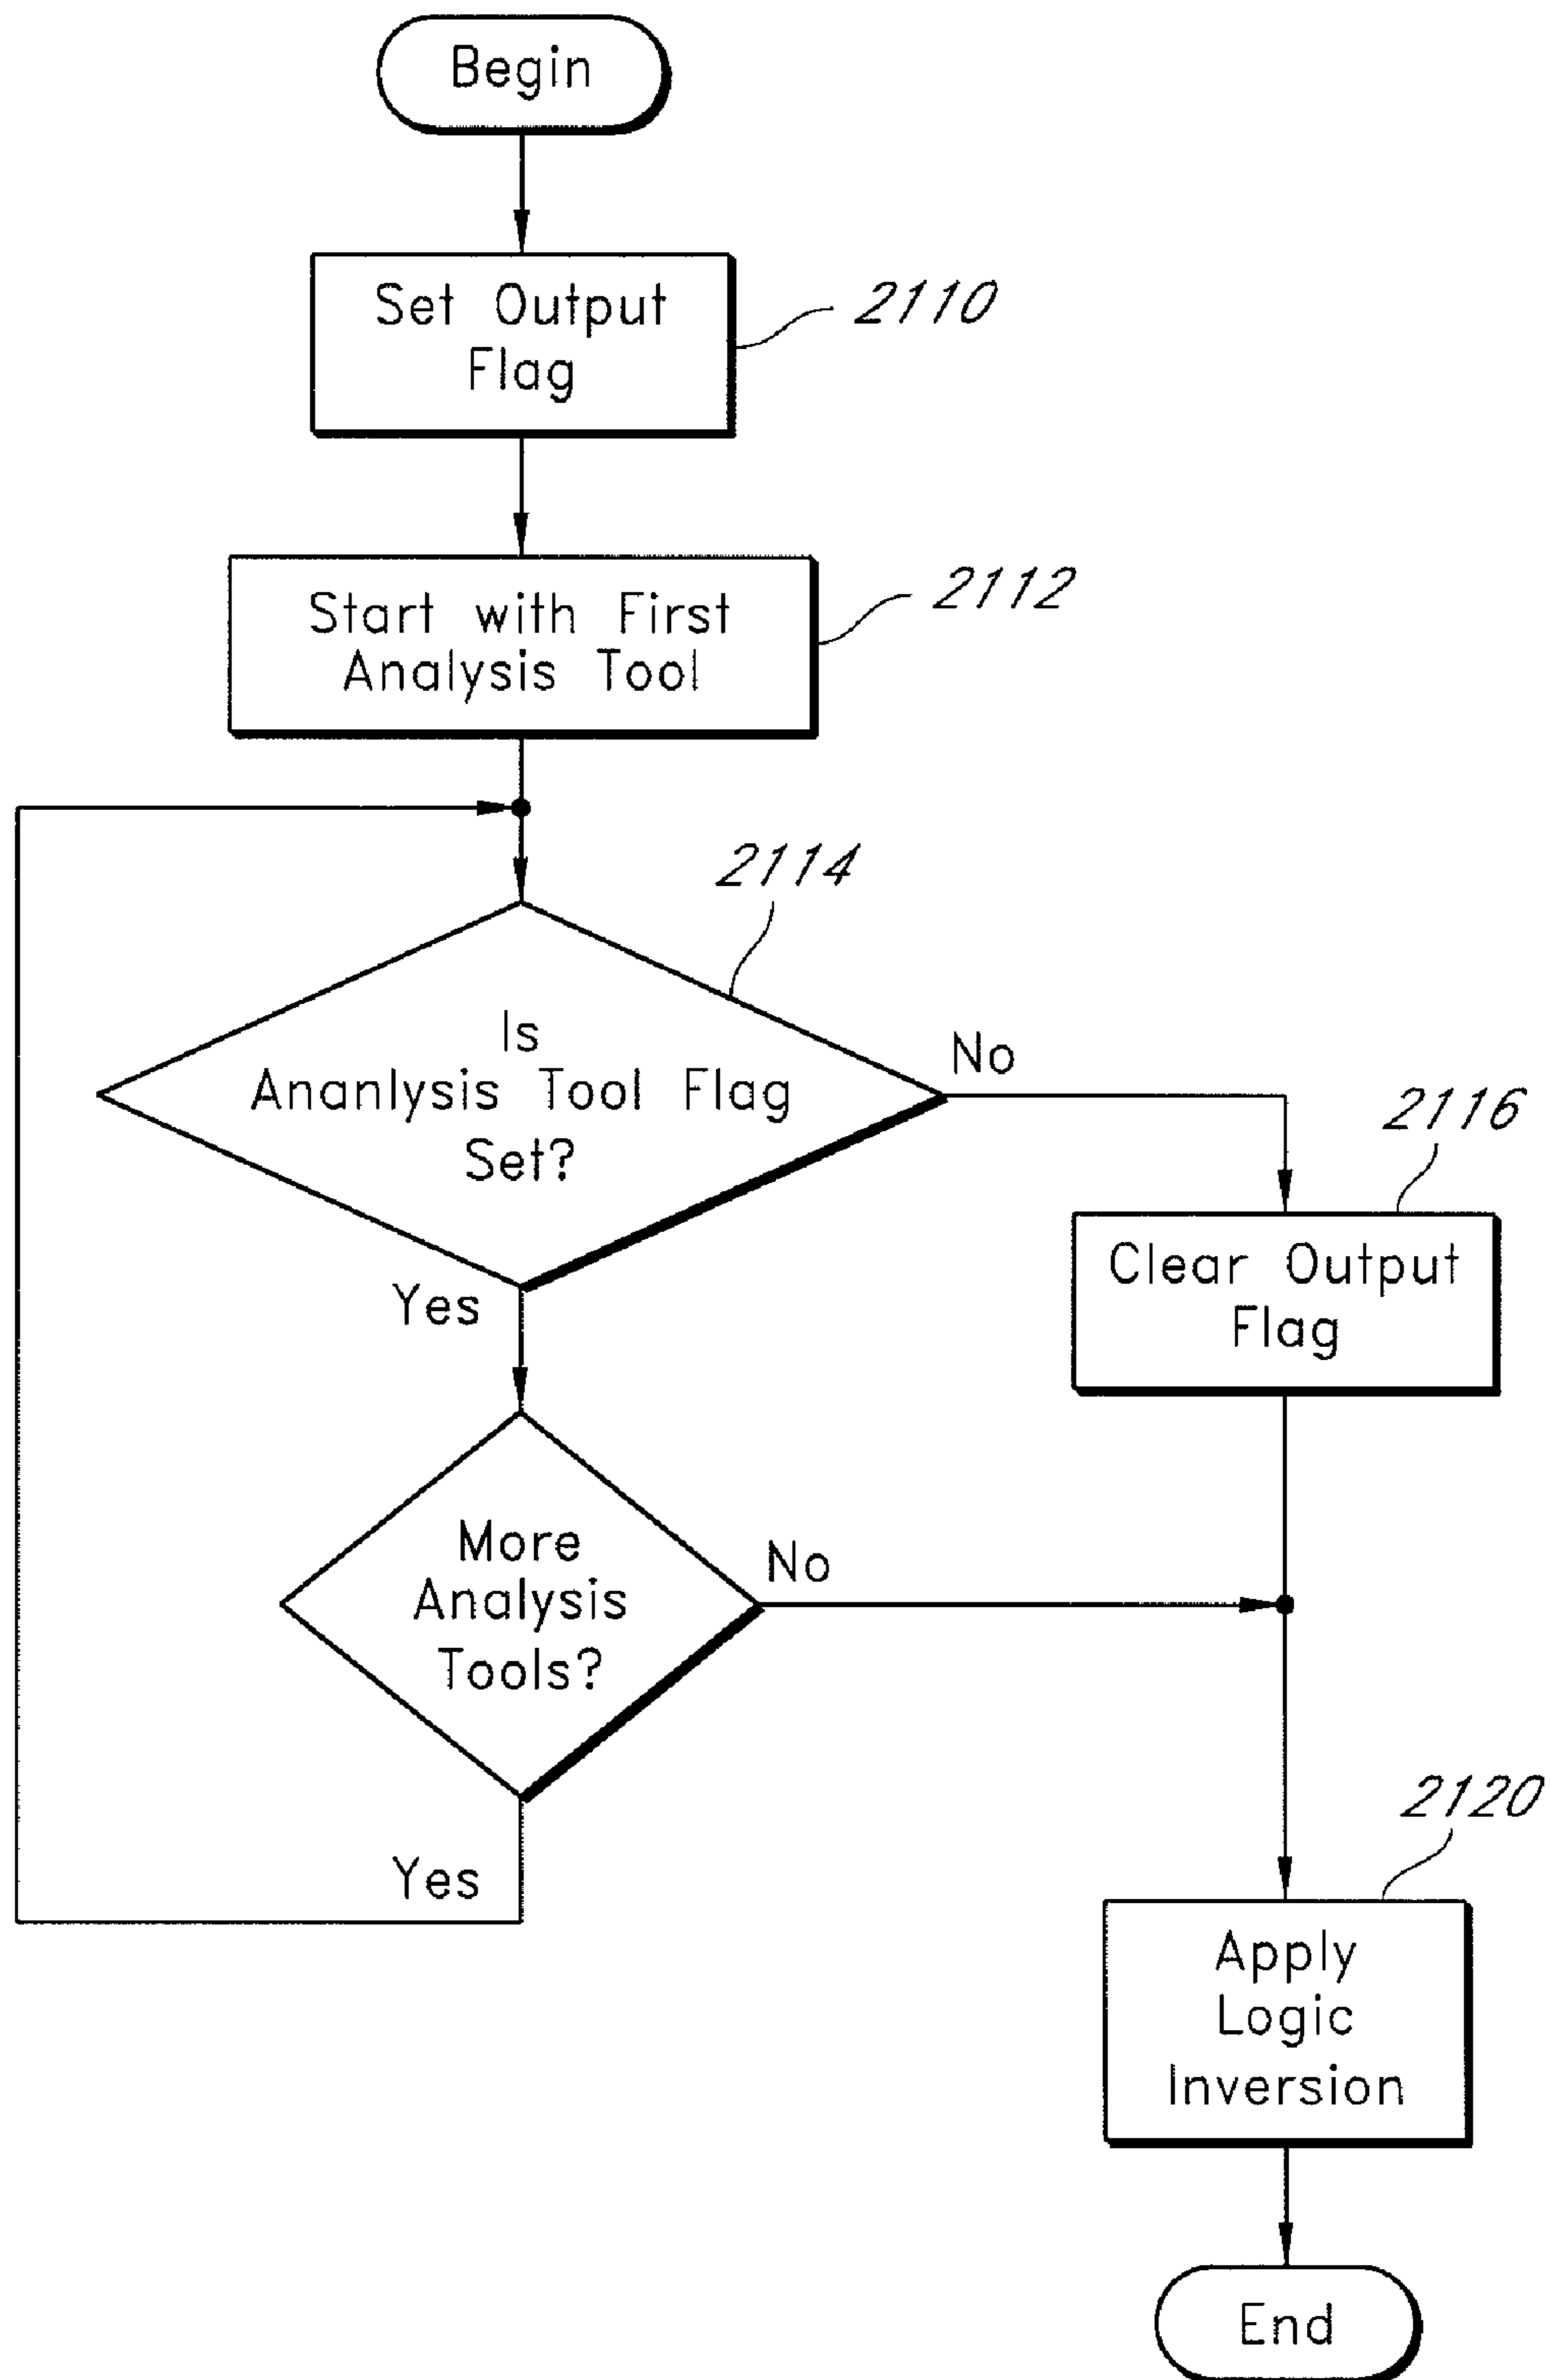 Begin
Set Output
Flag
2110
Start with First
Analysis Tool
2112
2114
Is
Ananlysis Tool Flag
Set?
No
Yes
2116
Clear Output
Flag
More
Analysis
Tools?
No
Yes
2120
Apply
Logic
Inversion
End